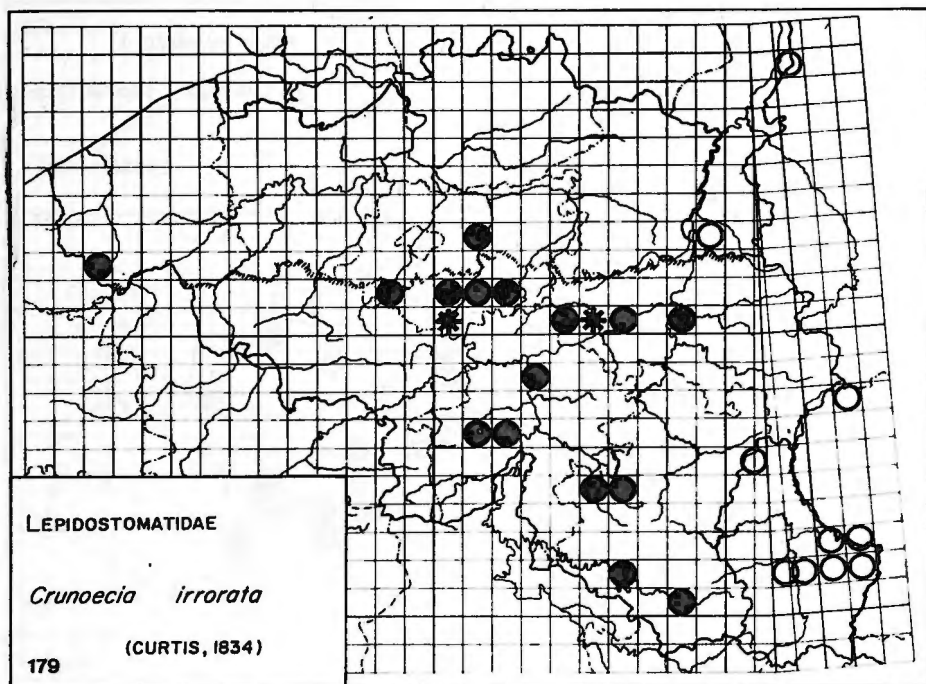 LEPIDOSTOMATIDAE
Crunoecia irrorata
(CURTIS, 1834)
179